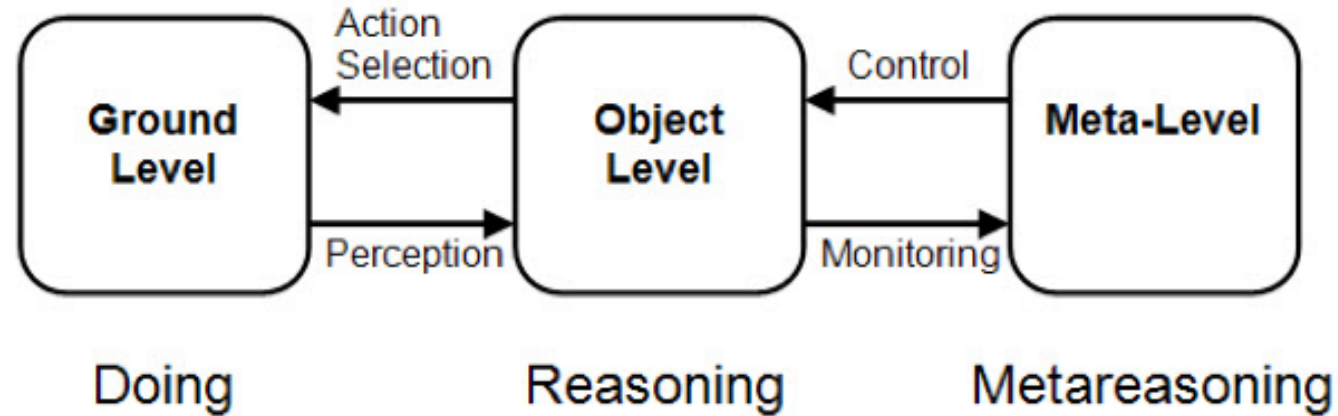 Action
Selection
Control
Ground
Level
Object
Level
Meta-Level
Perception
Monitoring
Doing
Reasoning
Metareasoning